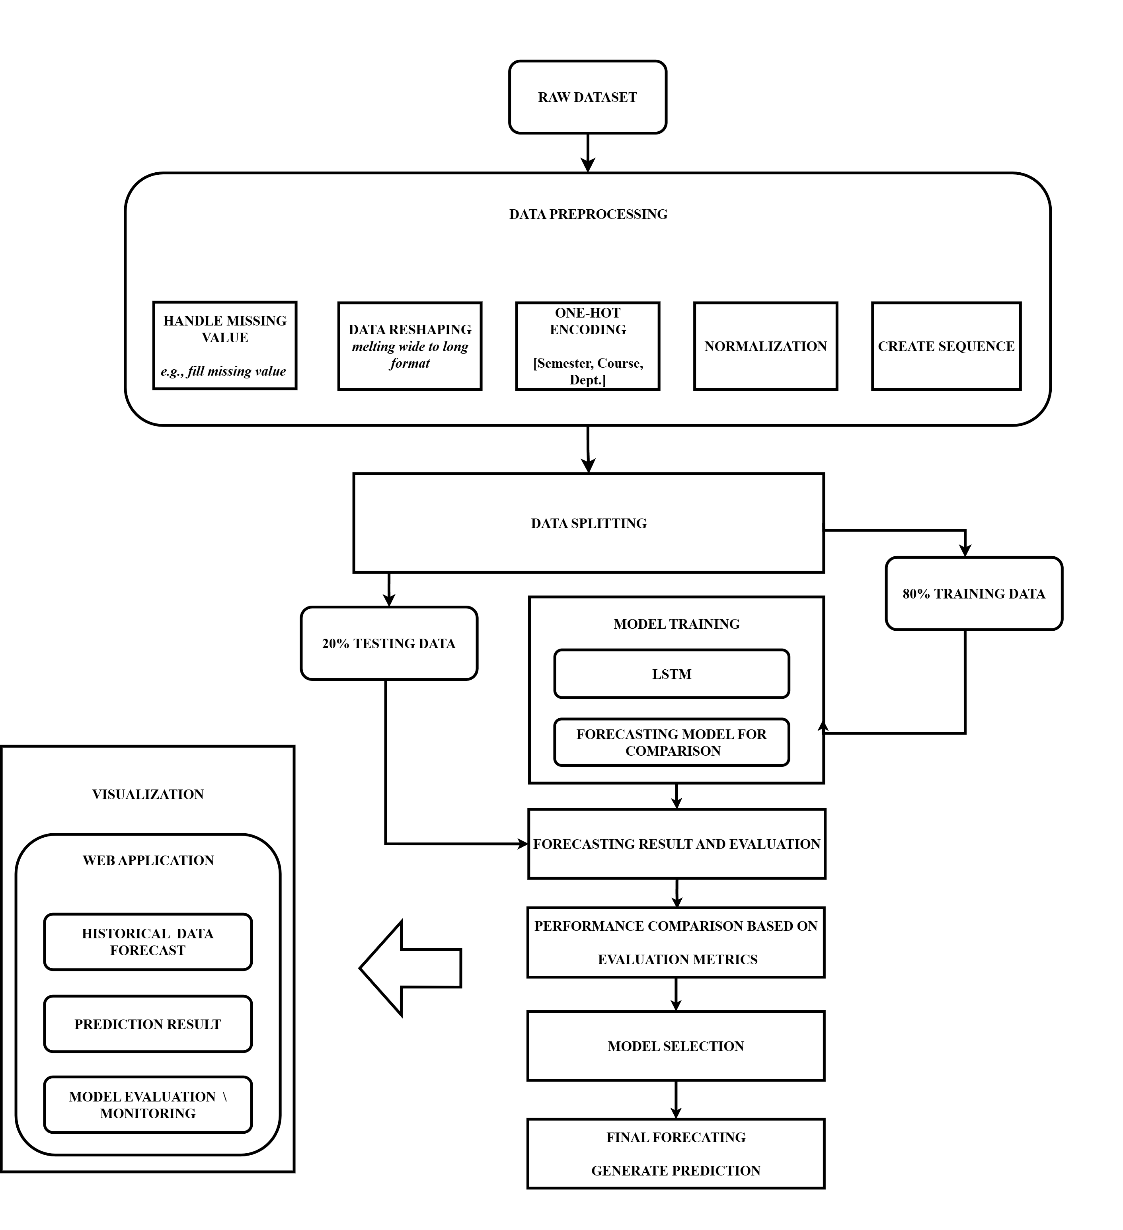 RAW DATASET
DATA PREPROCESSING
HANDLE MISSING
VALUE
e.g., fill missing value
DATA RESHAPING
melting wide to long
format
ONE-HOT
ENCODING
[Semester, Course,
Dept.]
NORMALIZATION
CREATE SEQUENCE
DATA SPLITTING
80% TRAINING DATA
20% TESTING DATA
MODEL TRAINING
LSTM
FORECASTING MODEL FOR
COMPARISON
FORECASTING RESULT AND EVALUATION
PERFORMANCE COMPARISON BASED ON
EVALUATION METRICS
MODEL SELECTION
FINAL FORECATING
GENERATE PREDICTION
VISUALIZATION
WEB APPLICATION
HISTORICAL DATA
FORECAST
PREDICTION RESULT
MODEL EVALUATION \
MONITORING